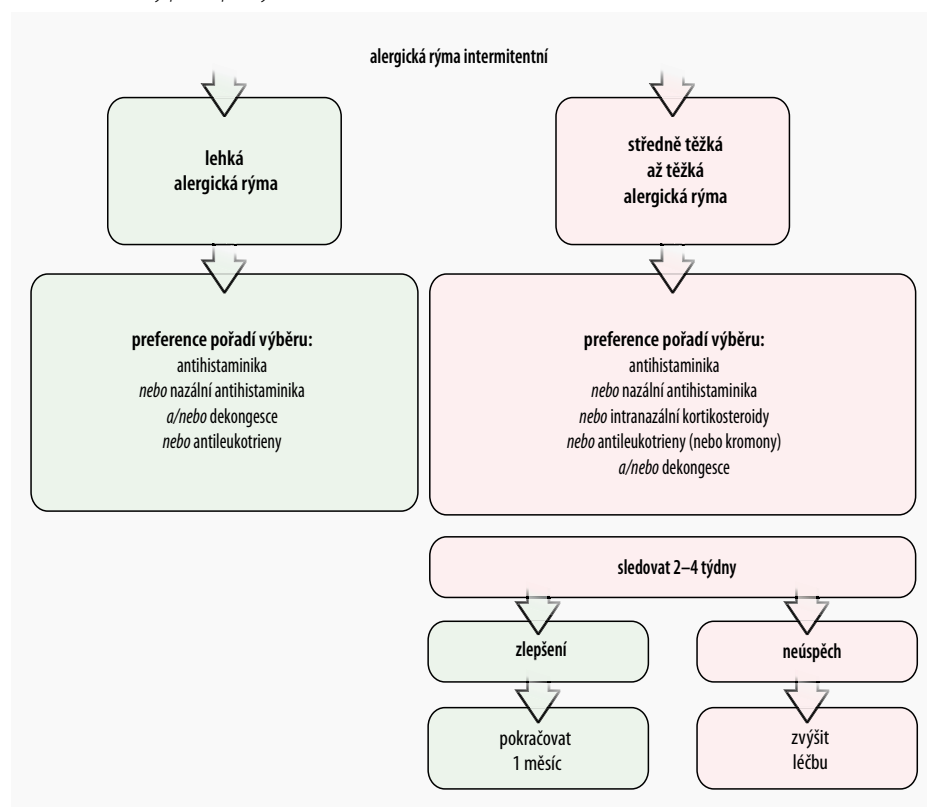 alergická rýma intermitentní
lehká
alergická rýma
středně těžká
až těžká
alergická rýma
preference pořadí výběru:
antihistaminika
nebo nazální antihistaminika
a/nebo dekongesce
nebo antileukotrieny
preference pořadí výběru:
antihistaminika
nebo nazální antihistaminika
nebo intranazální kortikosteroidy
nebo antileukotrieny (nebo kromony)
a/nebo dekongesce
sledovat 2–4 týdny
zlepšení
neúspěch
pokračovat
1 měsíc
zvýšit
léčbu